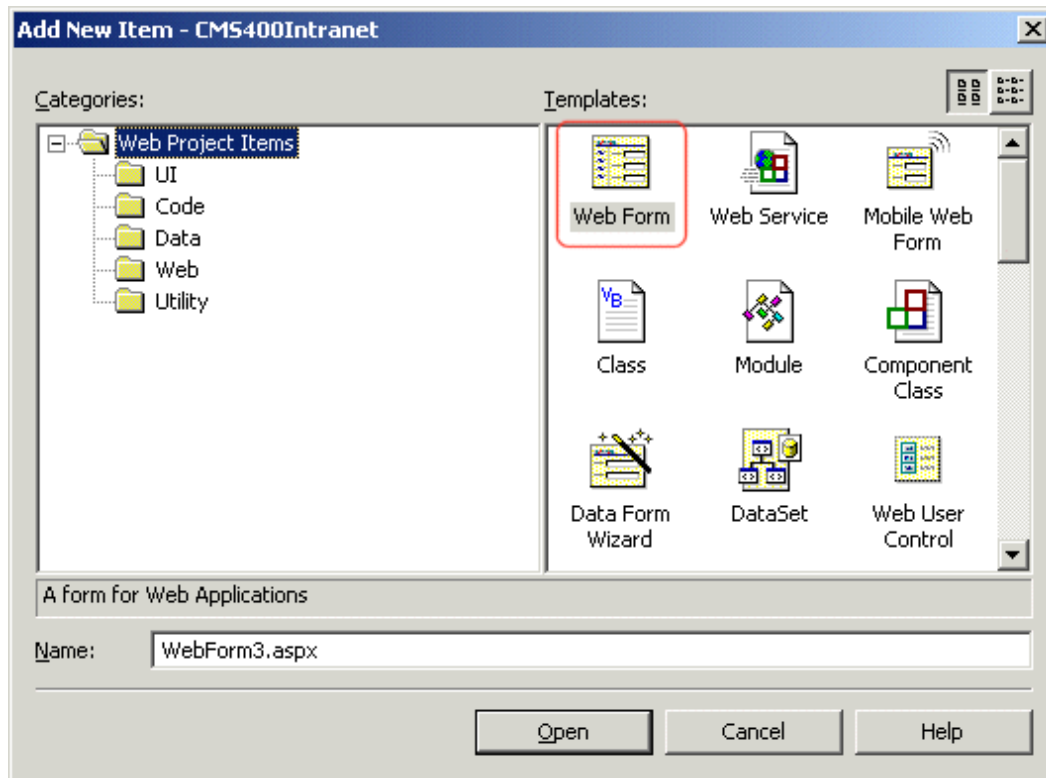 Add New Item - CMS400Intranet
Categories:
Templates:
Web Project Items
UI
Code
Data
Web
Utility
Web Form
Web Service
Mobile Web
Form
VB
Class
Module
Component
Class
Data Form
Wizard
DataSet
Web User
Control
A form for Web Applications
Name:
WebForm3.aspx
Open
Cancel
Help